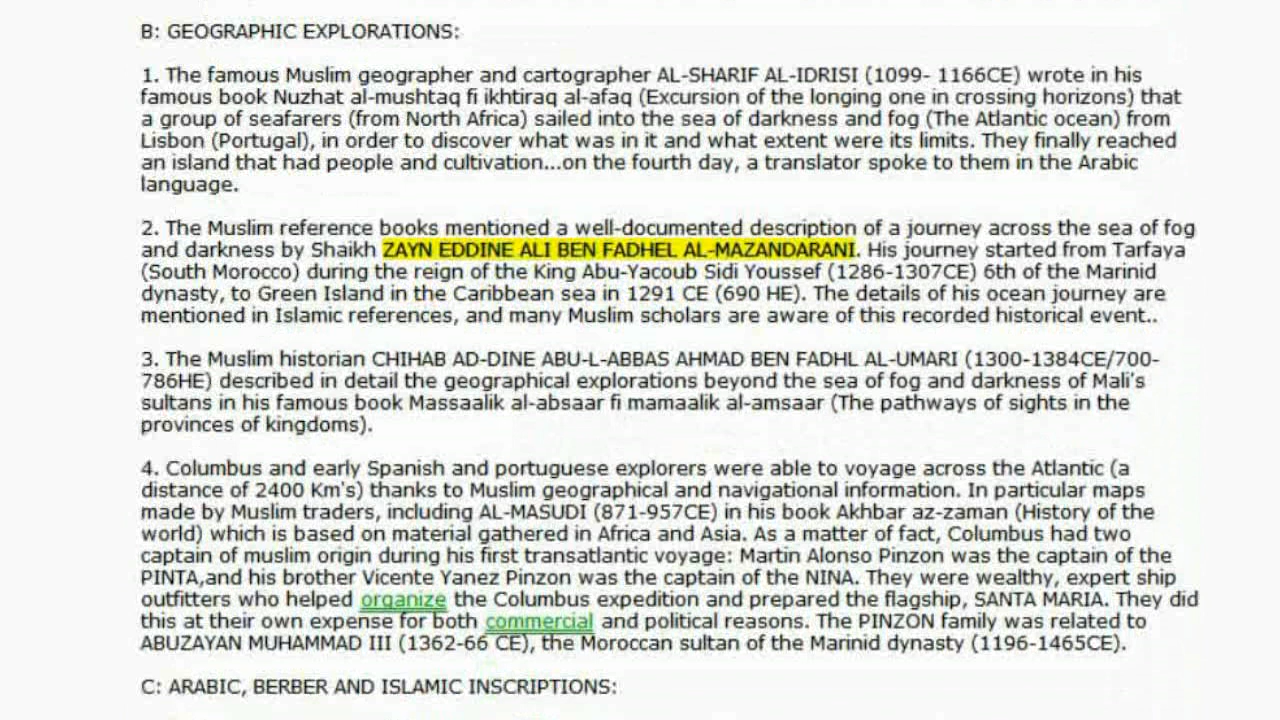 B: GEOGRAPHIC EXPLORATIONS:
1. The famous Muslim geographer and cartographer AL-SHARIF AL-IDRISI (1099- 1166CE) wrote in his
famous book Nuzhat al-mushtaq fi ikhtiraq al-afaq (Excursion of the longing one in crossing horizons) that
a group of seafarers (from North Africa) sailed into the sea of darkness and fog (The Atlantic ocean) from
Lisbon (Portugal), in order to discover what was in it and what extent were its limits. They finally reached
an island that had people and cultivation...on the fourth day, a translator spoke to them in the Arabic
language.
2. The Muslim reference books mentioned a well-documented description of a journey across the sea of fog
and darkness by Shaikh ZAYN EDDINE ALI BEN FADHEL AL-MAZANDARANI. His journey started from Tarfaya
(South Morocco) during the reign of the King Abu-Yacoub Sidi Youssef (1286-1307CE) 6th of the Marinid
dynasty, to Green Island in the Caribbean sea in 1291 CE (690 HE). The details of his ocean journey are
mentioned in Islamic references, and many Muslim scholars are aware of this recorded historical event..
3. The Muslim historian CHIHAB AD-DINE ABU-L-ABBAS AHMAD BEN FADHL AL-UMARI (1300-1384CE/700-
786HE) described in detail the geographical explorations beyond the sea of fog and darkness of Mali's
sultans in his famous book Massaalik al-absaar fi mamaalik al-amsaar (The pathways of sights in the
provinces of kingdoms).
4. Columbus and early Spanish and portuguese explorers were able to voyage across the Atlantic (a
distance of 2400 Km's) thanks to Muslim geographical and navigational information. In particular maps
made by Muslim traders, including AL-MASUDI (871-957CE) in his book Akhbar az-zaman (History of the
world) which is based on material gathered in Africa and Asia. As a matter of fact, Columbus had two
captain of muslim origin during his first transatlantic voyage: Martin Alonso Pinzon was the captain of the
PINTA,and his brother Vicente Yanez Pinzon was the captain of the NINA. They were wealthy, expert ship
outfitters who helped organize the Columbus expedition and prepared the flagship, SANTA MARIA. They did
this at their own expense for both commercial and political reasons. The PINZON family was related to
ABUZAYAN MUHAMMAD III (1362-66 CE), the Moroccan sultan of the Marinid dynasty (1196-1465CE).
C: ARABIC, BERBER AND ISLAMIC INSCRIPTIONS: